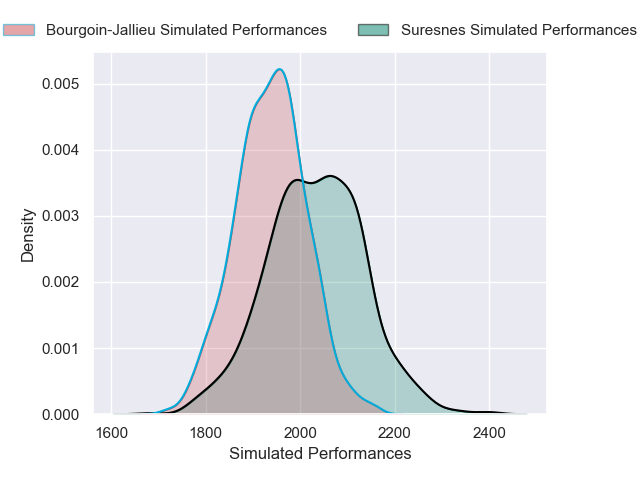 Bourgoin-Jallieu Simulated Performances Suresnes Simulated Performances
0.005
0.004
0.003
0.002
0.001
0.000
Density
1600 1800 2000 2200 2400
Simulated Performances